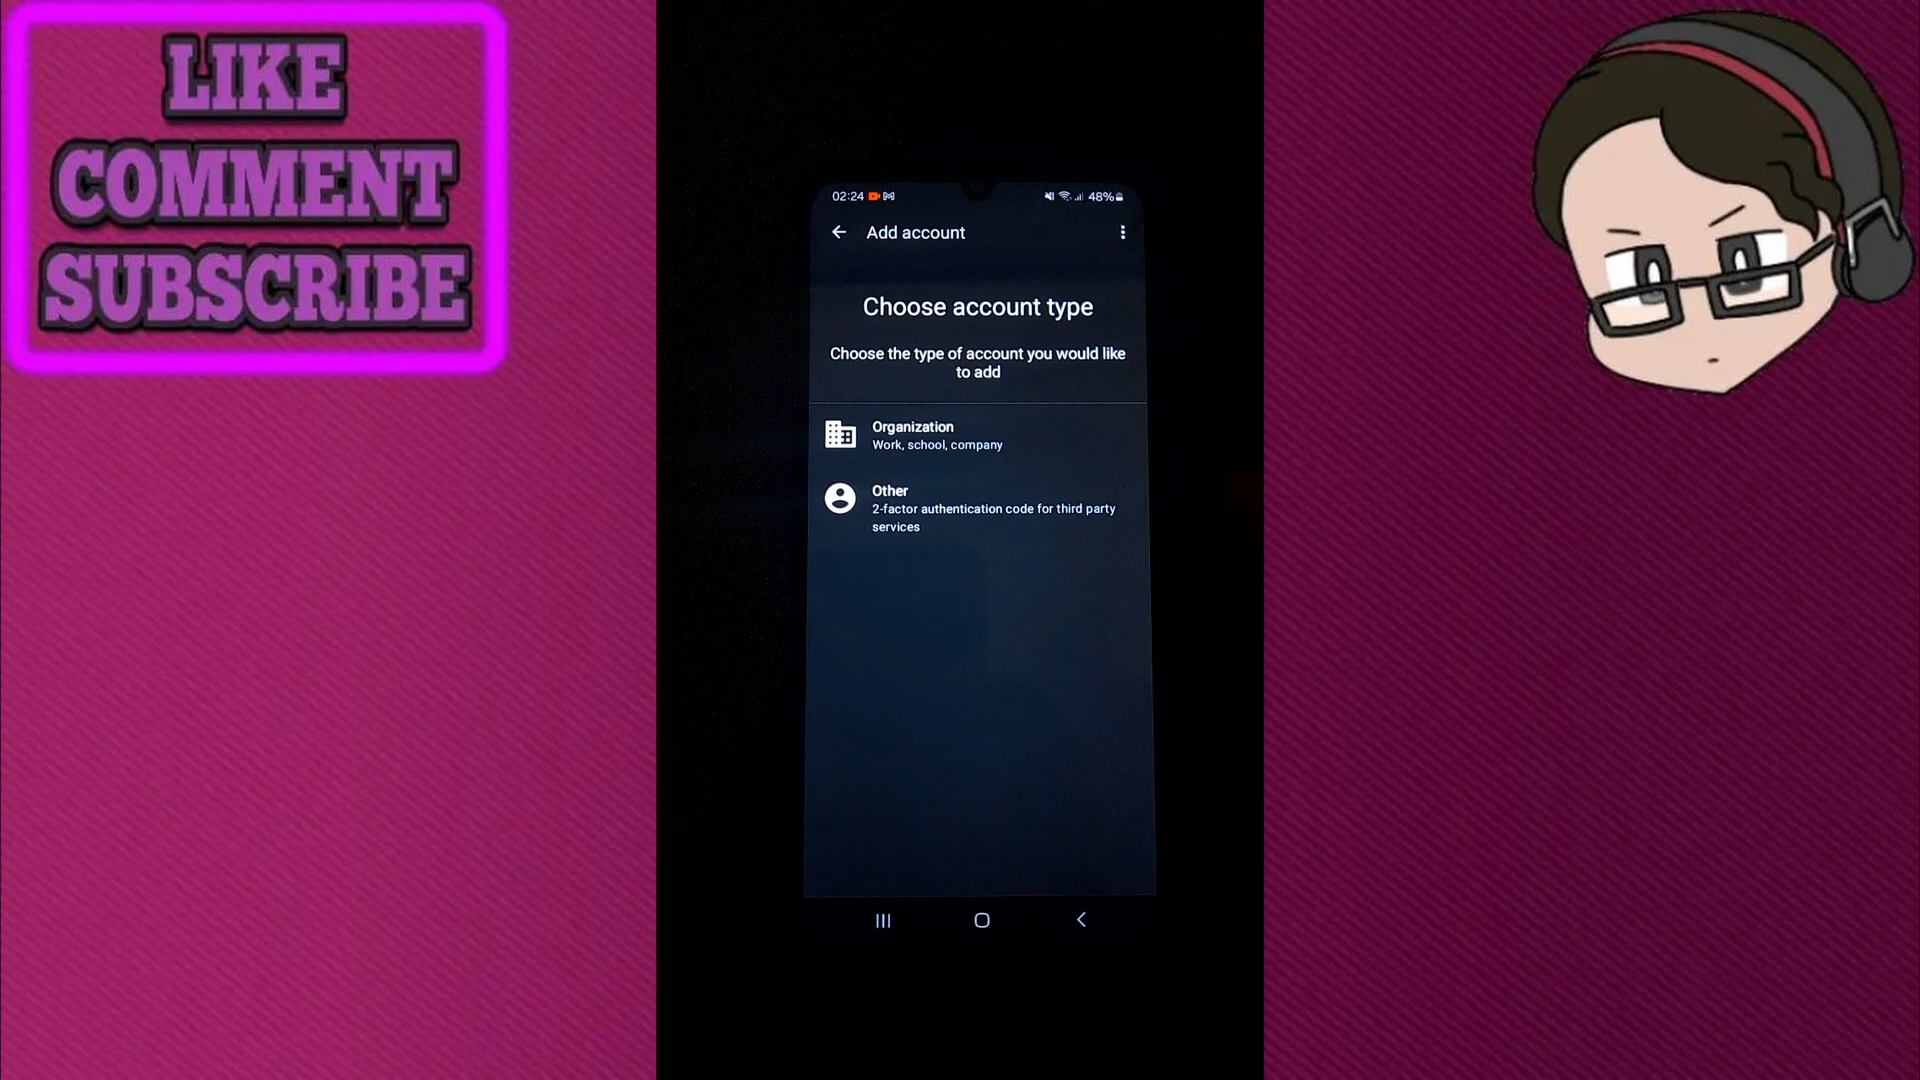 LIKE
COMMENT
SUBSCRIBE
02:24
48%
Add account
Choose account type
Choose the type of account you would like
to add
Organization
Work, school, company
Other
2-factor authentication code for third party
services